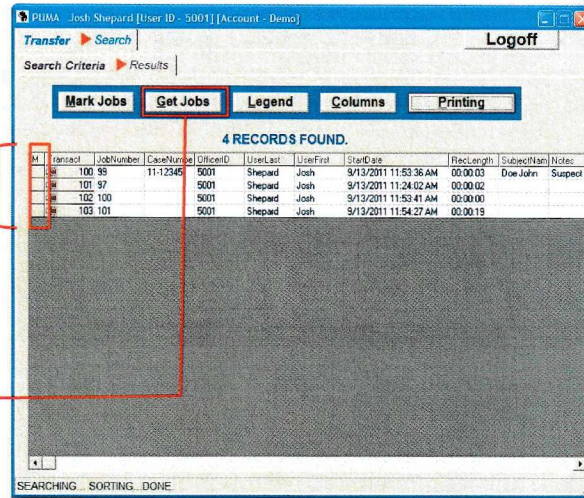 PUMA Josh Shepard [User ID - 5001] [Account - Demo]
Transfer Search
Logoff
Search Criteria Results
Mark Jobs Get Jobs Legend Columns Printing
4 RECORDS FOUND.
M Transact JobNumber CaseNumbe OfficerID UserLast UserFirst StartDate RecLength SubjectNam Notes
100 99 11-12345 5001 Shepard Josh 9/13/2011 11:53:36 AM 00:00:03 Doe John Suspect
101 97 5001 Shepard Josh 9/13/2011 11:24:02 AM 00:00:02
102 100 5001 Shepard Josh 9/13/2011 11:53:41 AM 00:00:00
103 101 5001 Shepard Josh 9/13/2011 11:54:27 AM 00:00:19
SEARCHING... SORTING...DONE.